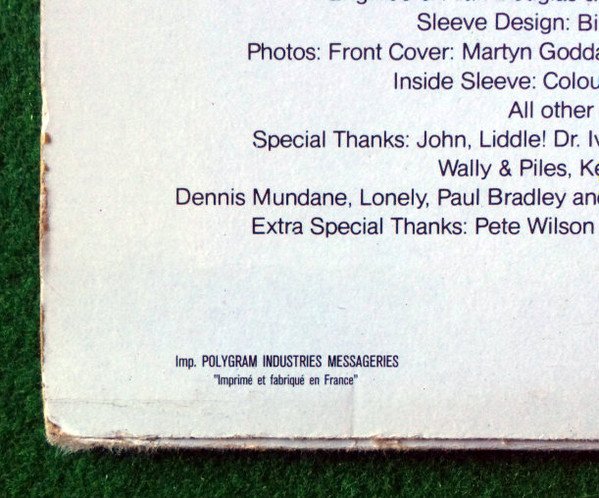 Sleeve Design:
Photos: Front Cover: Martyn
Inside Sleeve:
All other
Special Thanks: John, Liddle! Dr.
Wally & Piles,
Dennis Mundane, Lonely, Paul Bradley
Extra Special Thanks: Pete Wilson
Imp. POLYGRAM INDUSTRIES MESSAGERIES
"Imprimé et fabriqué en France"